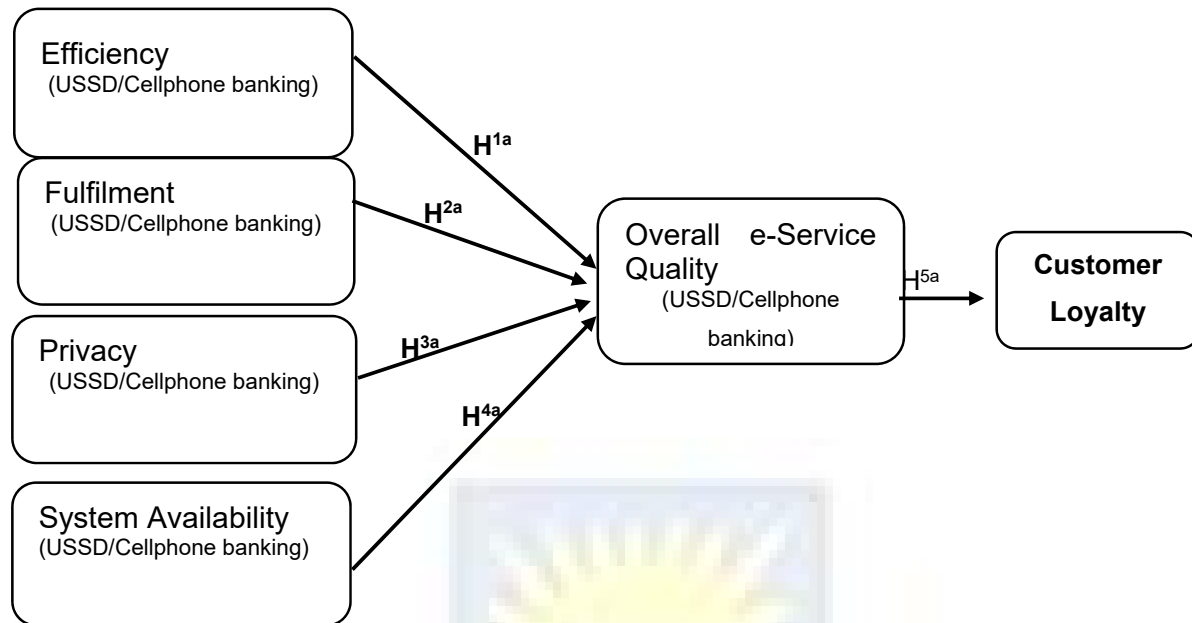 Efficiency
(USSD/Cellphone banking)
H1a
Fulfilment
(USSD/Cellphone banking)
H2a
Privacy
(USSD/Cellphone banking)
H3a
System Availability
(USSD/Cellphone banking)
H4a
Overall e-Service
Quality
(USSD/Cellphone
banking)
H5a
Customer
Loyalty